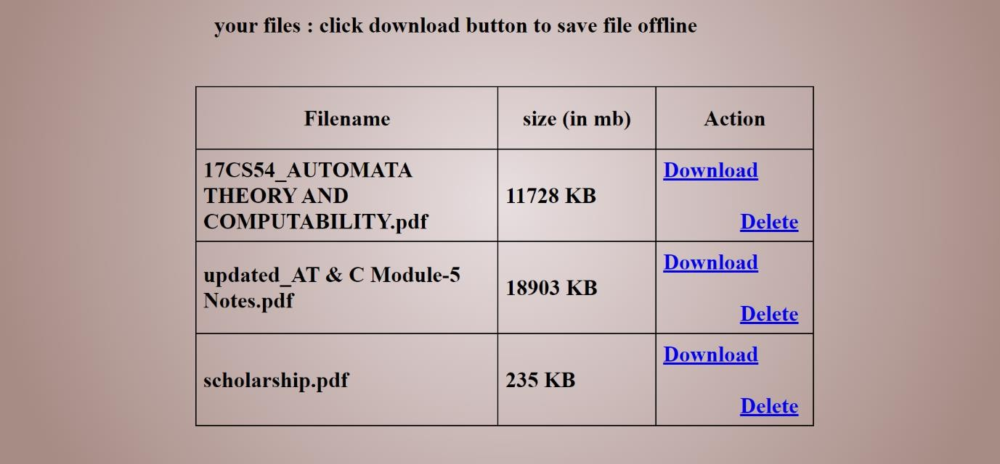 your files : click download button to save file offline
Filename size (in mb) Action
17CS54_AUTOMATA
THEORY AND
COMPUTABILITY.pdf
11728 KB
Download
Delete
updated_AT & C Module-5
Notes.pdf
18903 KB
Download
Delete
scholarship.pdf
235 KB
Download
Delete